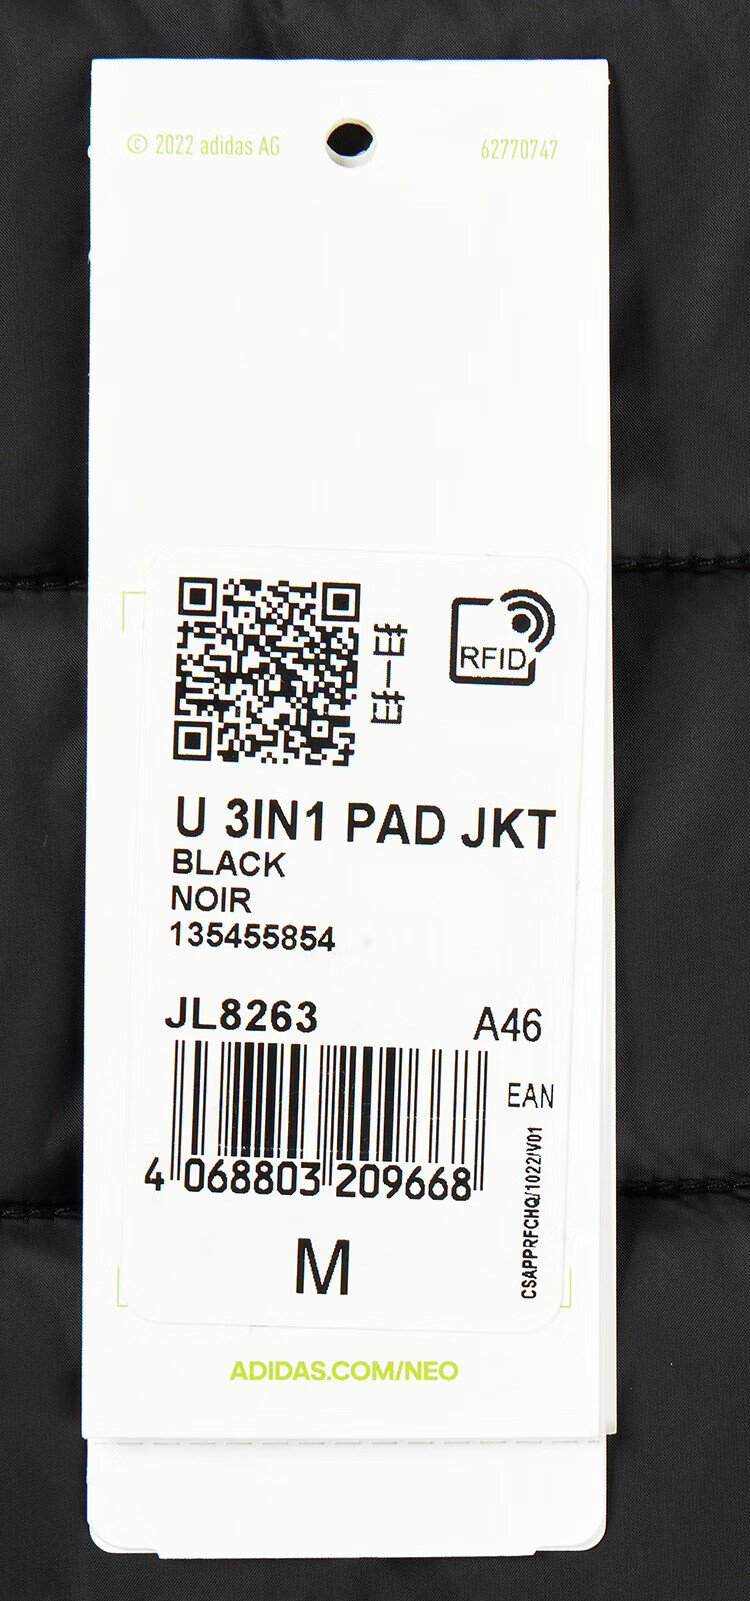 © 2022 adidas AG
62770747
扫一扫
RFID
U 3IN1 PAD JKT
BLACK
NOIR
135455854
JL8263
A46
EAN
4 068803 209668
CSAPPRFCHQ/1022/V01
M
ADIDAS.COM/NEO